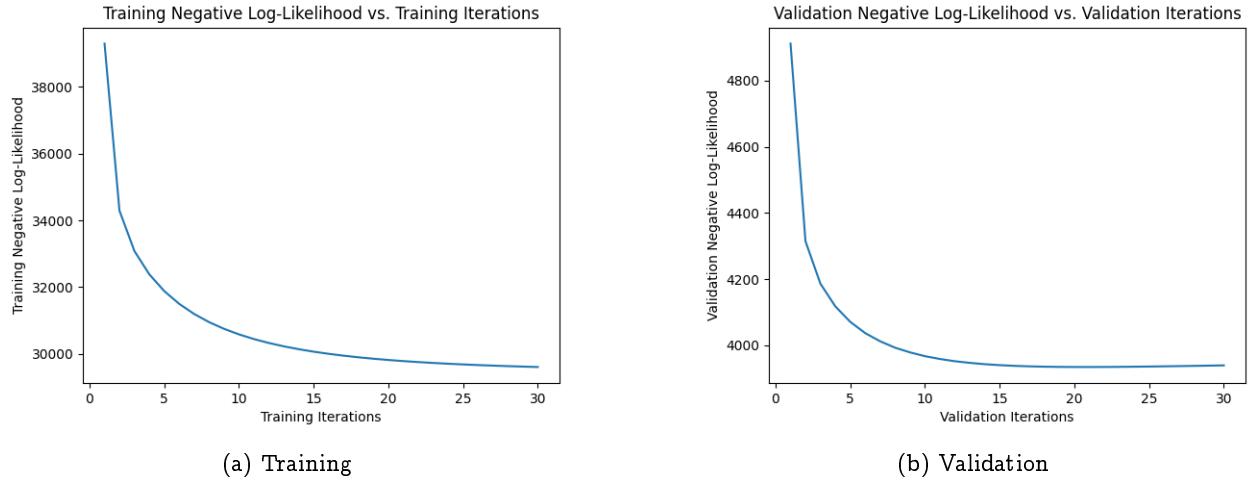 Training Negative Log-Likelihood vs. Training Iterations
Training Negative Log-Likelihood
38000
36000
34000
32000
30000
0 5 10 15 20 25 30
Training Iterations
(a) Training
Validation Negative Log-Likelihood vs. Validation Iterations
Validation Negative Log-Likelihood
4800
4600
4400
4200
4000
0 5 10 15 20 25 30
Validation Iterations
(b) Validation